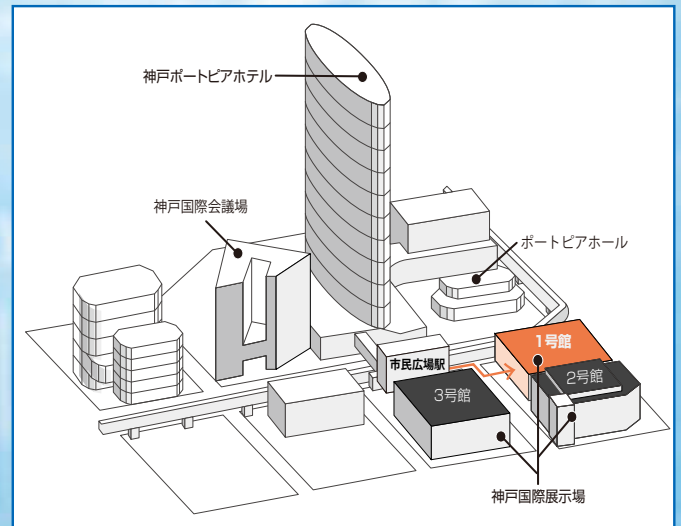 神戸ポートピアホテル
神戸国際会議場
ポートピアホール
1号館
市民広場駅
2号館
3号館
神戸国際展示場